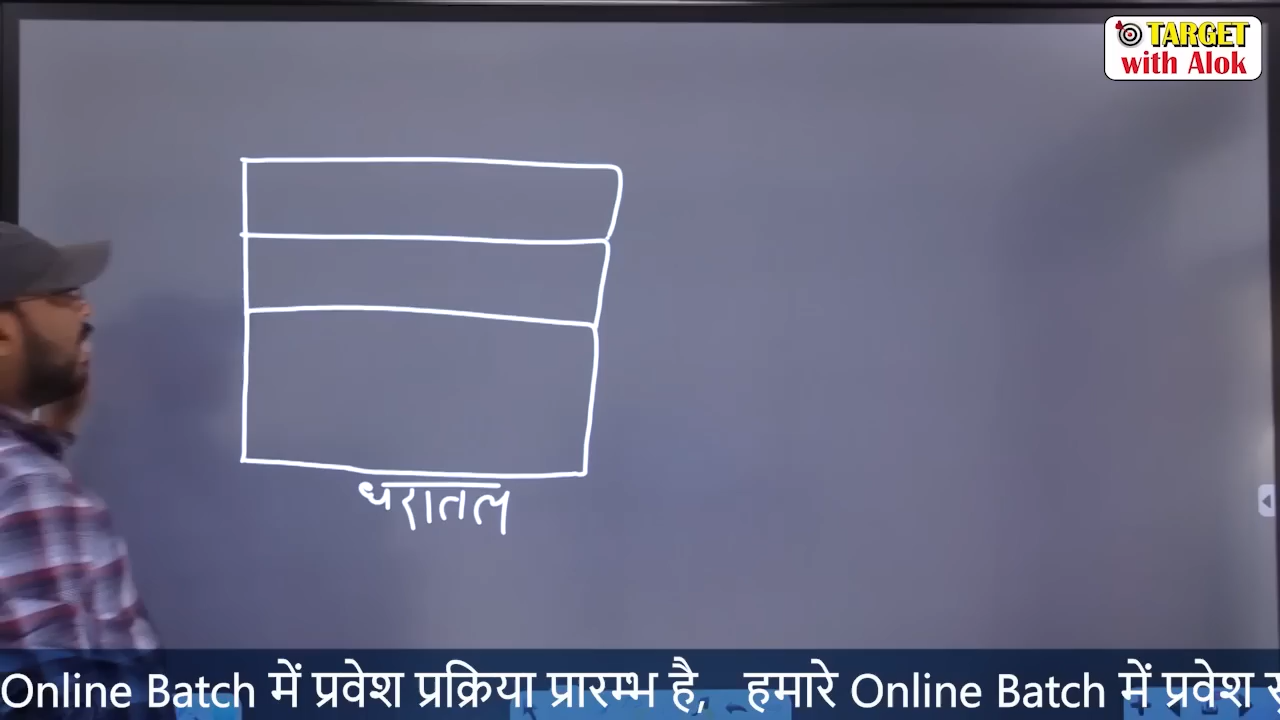 TARGET
with Alok
धरातल
Online Batch में प्रवेश प्रक्रिया प्रारम्भ है, हमारे Online Batch में प्रवेश